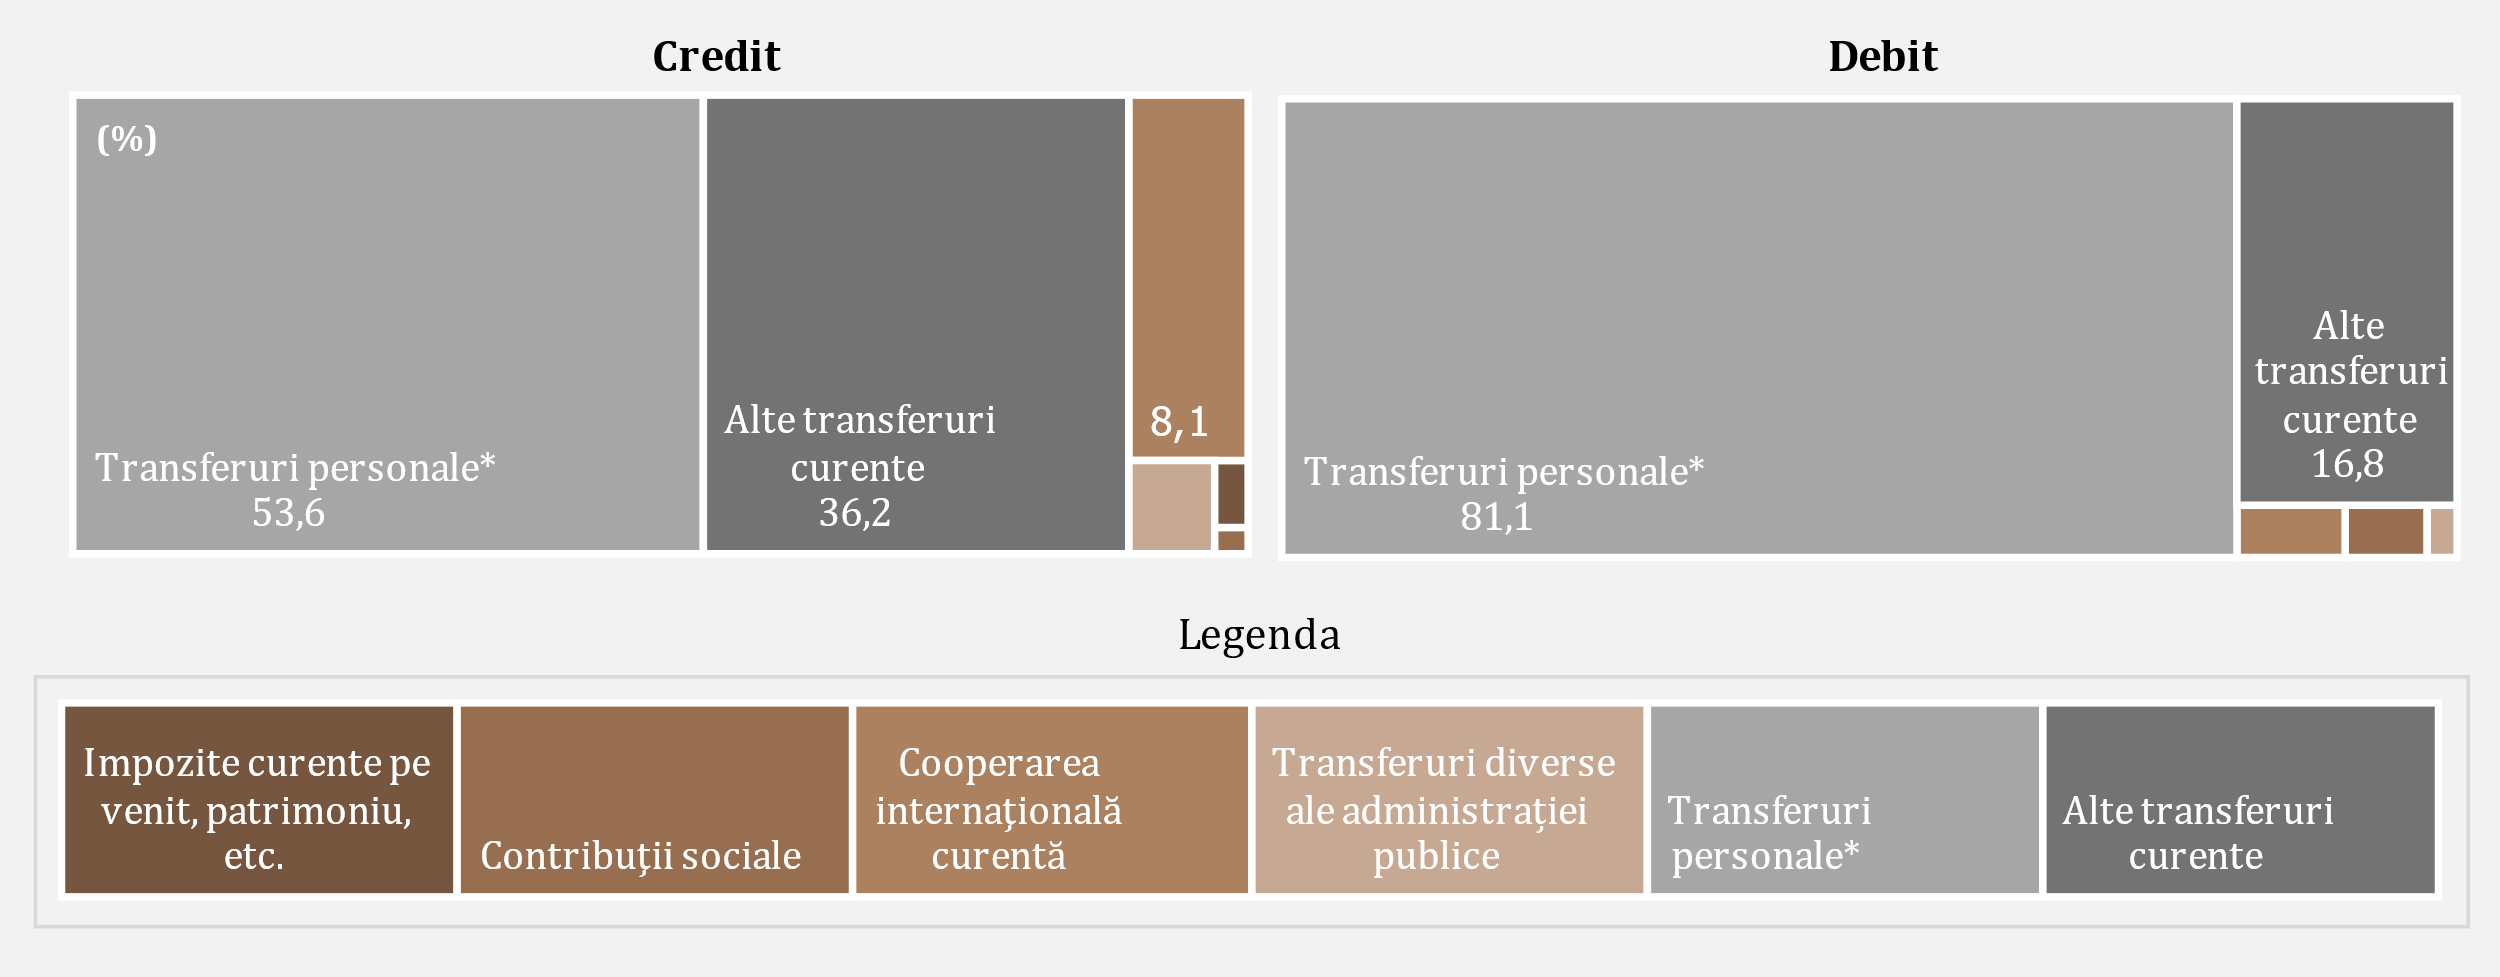 Credit
(%)
Transferuri personale*
53,6
Alte transferuri
curente
36,2
8,1
Debit
Transferuri personale*
81,1
Alte
transferuri
curente
16,8
Legenda
Impozite curente pe
venit, patrimoniu,
etc.
Contribuţii sociale
Cooperarea
internaţională
curentă
Transferuri diverse
ale administraţiei
publice
Transferuri
personale*
Alte transferuri
curente